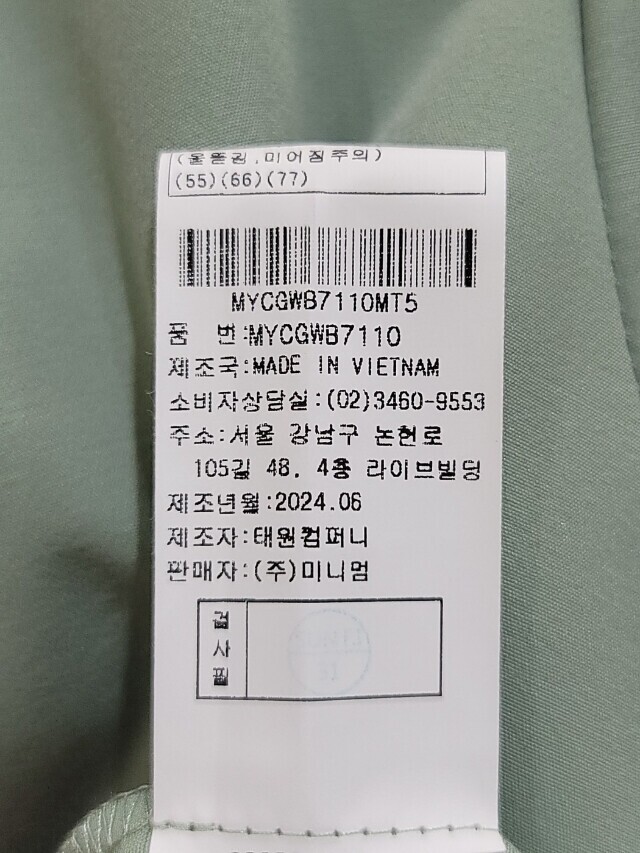 (올뜯김,미어짐주의)
(55)(66)(77)
MYCGWB7110MT5
품 번:MYCGWB7110
제조국:MADE IN VIETNAM
소비자상담실:(02)3460-9553
주소:서울 강남구 논현로
105길 48, 4층 라이브빌딩
제조년월:2024.06
제조자:태원컴퍼니
판매자:(주)미니멈
검사필